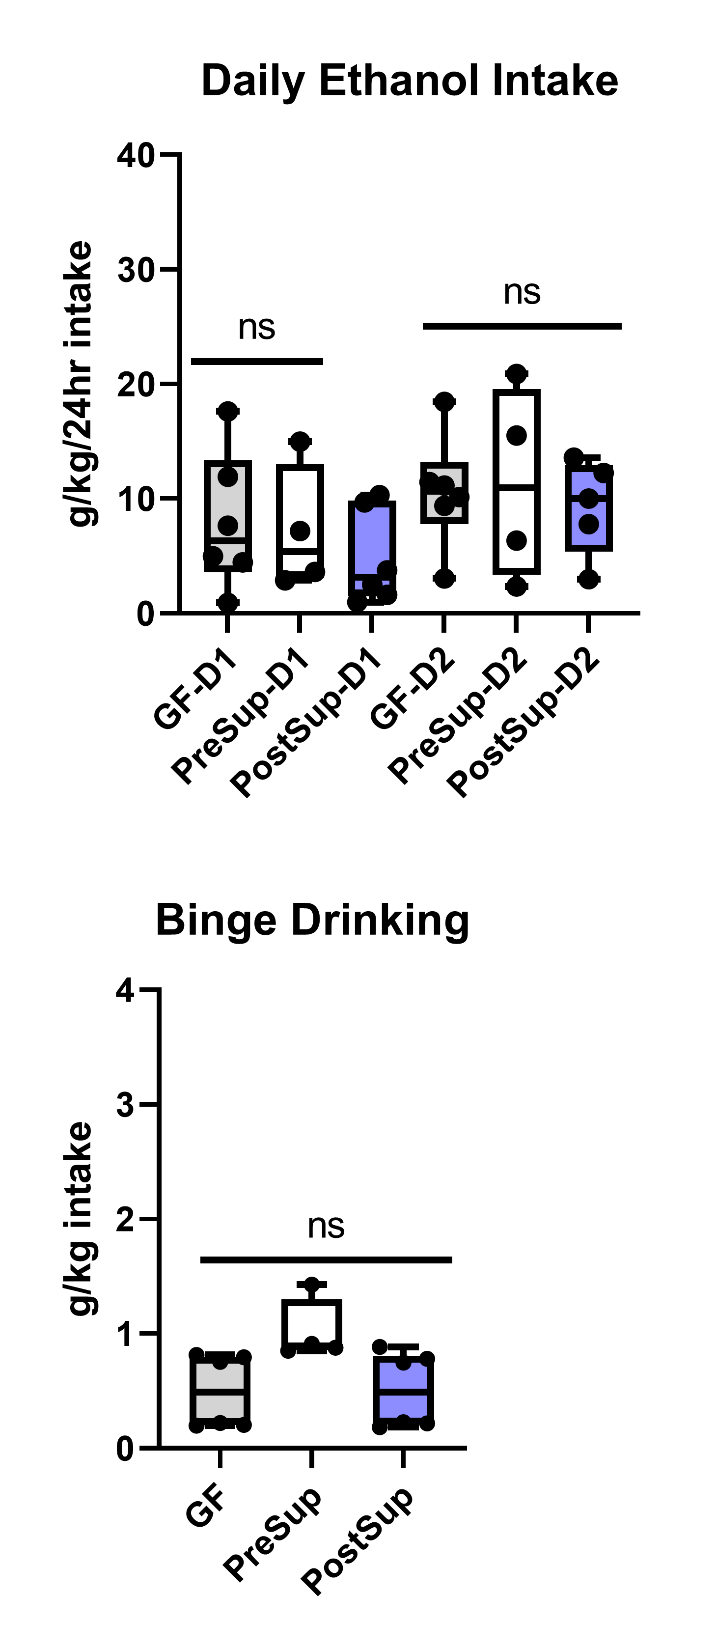 Daily Ethanol Intake
40
30
20
10
0
g/kg/24hr intake
ns
ns
GF-D1
PreSup-D1
PostSup-D1
GF-D2
PreSup-D2
PostSup-D2
Binge Drinking
4
3
2
1
0
g/kg intake
ns
GF
PreSup
PostSup